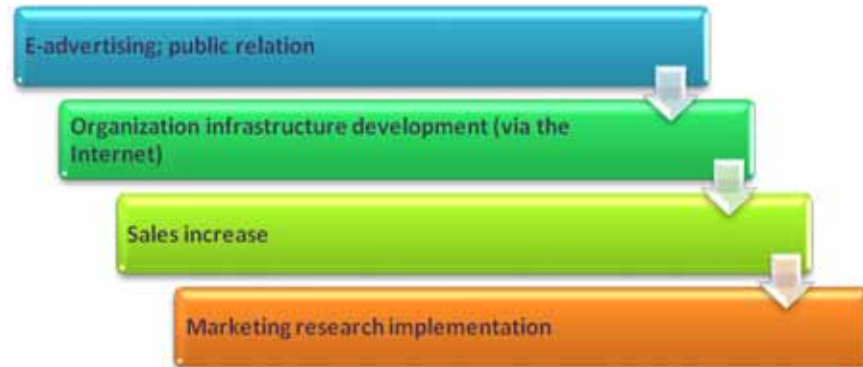 E-advertising; public relation
Organization infrastructure development (via the
Internet)
Sales increase
Marketing research implementation